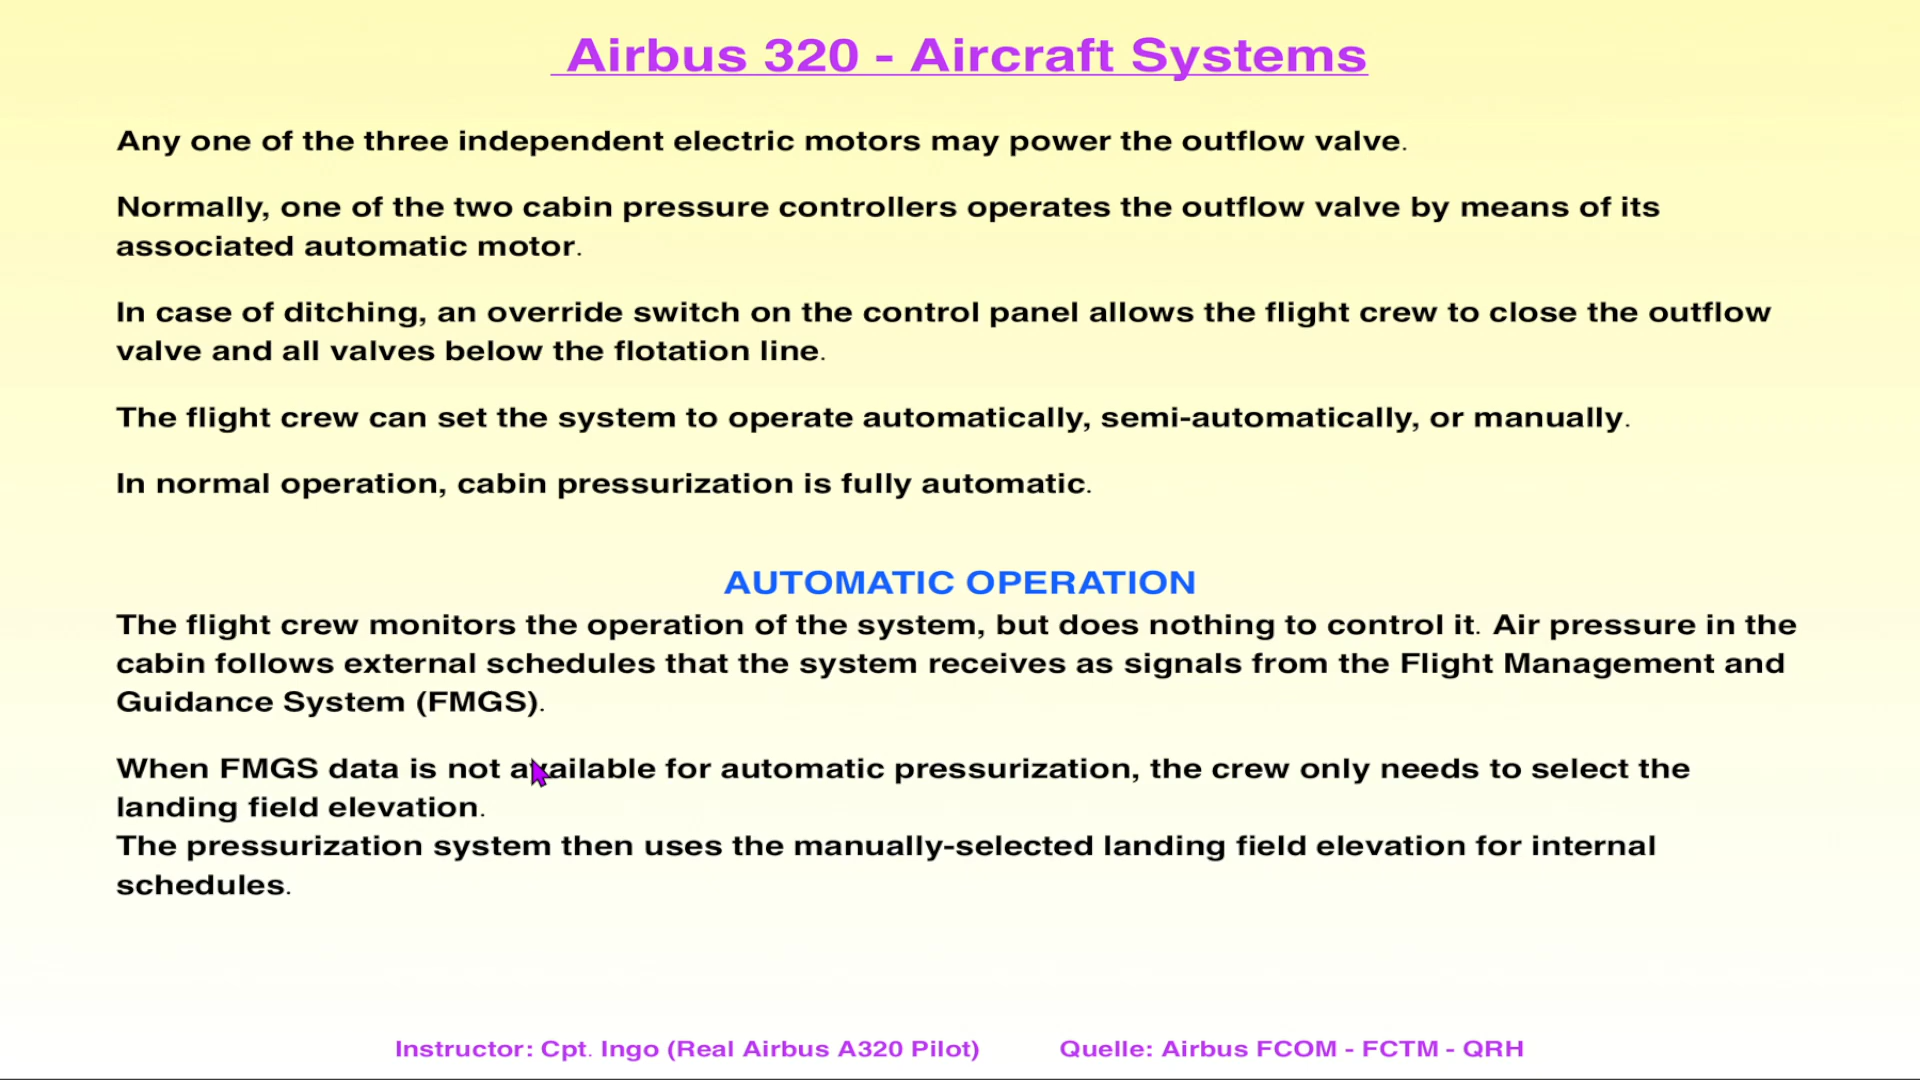 Airbus 320 - Aircraft Systems
Any one of the three independent electric motors may power the outflow valve.
Normally, one of the two cabin pressure controllers operates the outflow valve by means of its
associated automatic motor.
In case of ditching, an override switch on the control panel allows the flight crew to close the outflow
valve and all valves below the flotation line.
The flight crew can set the system to operate automatically, semi-automatically, or manually.
In normal operation, cabin pressurization is fully automatic.
AUTOMATIC OPERATION
The flight crew monitors the operation of the system, but does nothing to control it. Air pressure in the
cabin follows external schedules that the system receives as signals from the Flight Management and
Guidance System (FMGS).
When FMGS data is not available for automatic pressurization, the crew only needs to select the
landing field elevation.
The pressurization system then uses the manually-selected landing field elevation for internal
schedules.
Instructor: Cpt. Ingo (Real Airbus A320 Pilot) Quelle: Airbus FCOM - FCTM - QRH